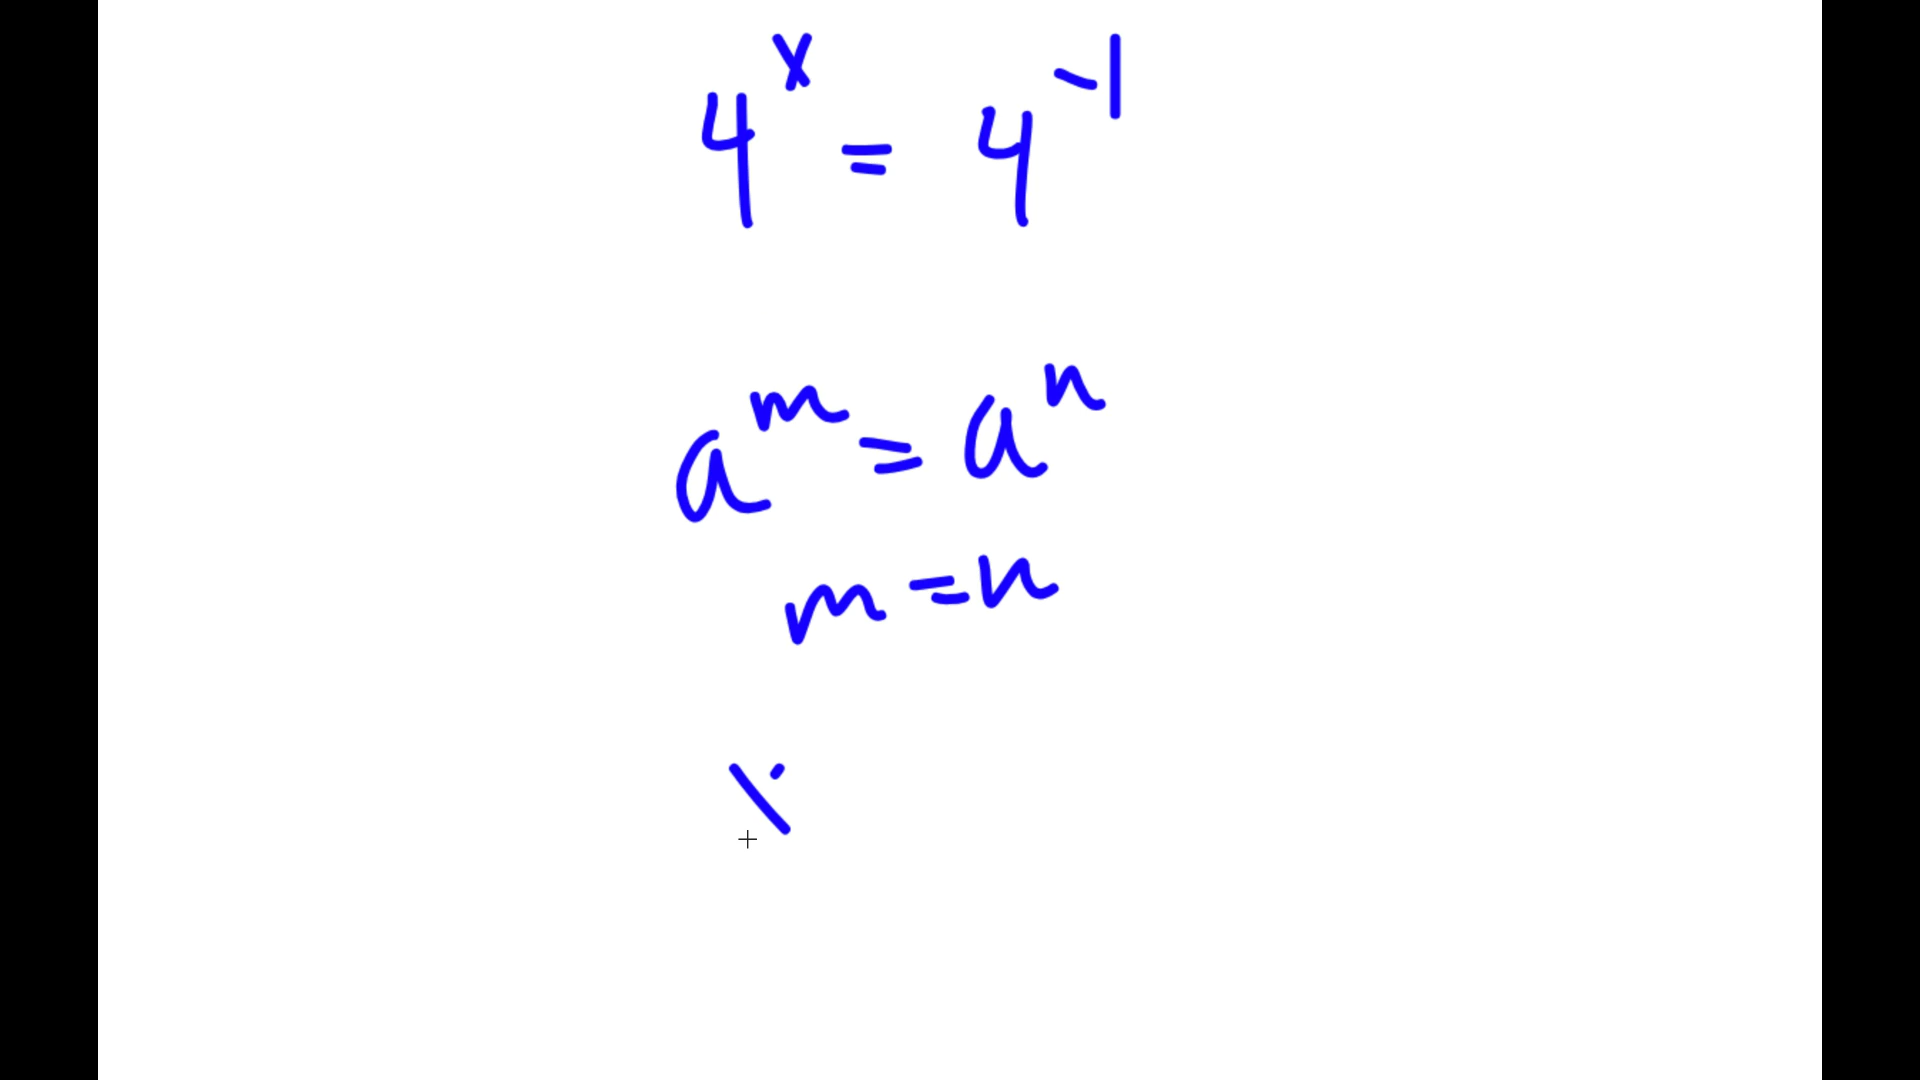 4^x = 4^-1
a^m = a^n
m = n